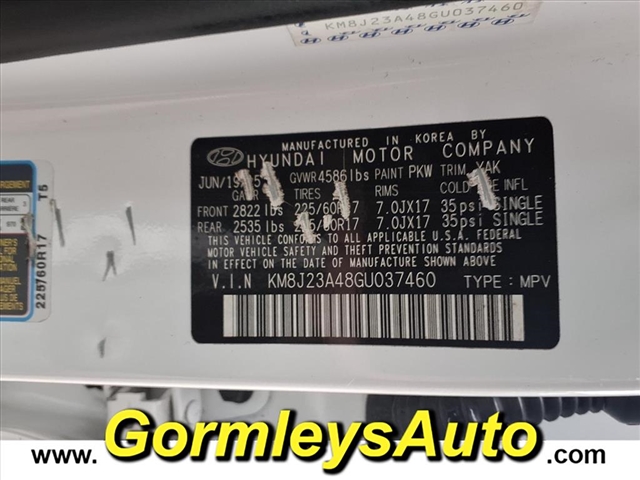 KM8J23A48GU037460
MANUFACTURED IN KOREA BY
HYUNDAI MOTOR COMPANY
GVWR 4586 lbs PAINT PKW TRIM YAK
TIRES RIMS COLD INFL
FRONT 2822 lbs 225/60R17 7.0JX17 35psi SINGLE
REAR 2535 lbs 7.0JX17 35psi SINGLE
THIS VEHICLE CONFORMS TO ALL APPLICABLE U.S.A. FEDERAL
MOTOR VEHICLE SAFETY AND THEFT PREVENTION STANDARDS
IN EFFECT ON THE DATE OF MANUFACTURE SHOWN ABOVE.
V.I.N KM8J23A48GU037460 TYPE : MPV
225/60R17 T5
GormleysAuto
www. .com